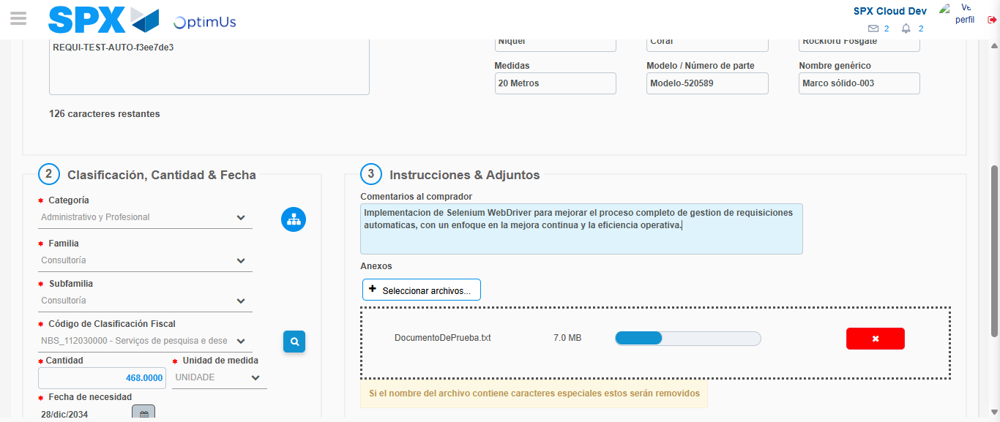 SPX OptimUs
SPX Cloud Dev
Ve
perfil
2 2
REQUI-TEST-AUTO-f3ee7de3
Níquel
Coral
Rockford Fosgate
Medidas
Modelo / Número de parte
Nombre genérico
20 Metros
Modelo-520589
Marco sólido-003
126 caracteres restantes
2 Clasificación, Cantidad & Fecha
* Categoría
Administrativo y Profesional
* Familia
Consultoría
* Subfamilia
Consultoría
* Código de Clasificación Fiscal
NBS_112030000 - Serviços de pesquisa e dese
* Cantidad
* Unidad de medida
468.0000
UNIDADE
* Fecha de necesidad
28/dic/2034
3 Instrucciones & Adjuntos
Comentarios al comprador
Implementacion de Selenium WebDriver para mejorar el proceso completo de gestion de requisiciones
automaticas, con un enfoque en la mejora continua y la eficiencia operativa.
Anexos
+ Seleccionar archivos...
DocumentoDePrueba.txt 7.0 MB
Si el nombre del archivo contiene caracteres especiales estos serán removidos